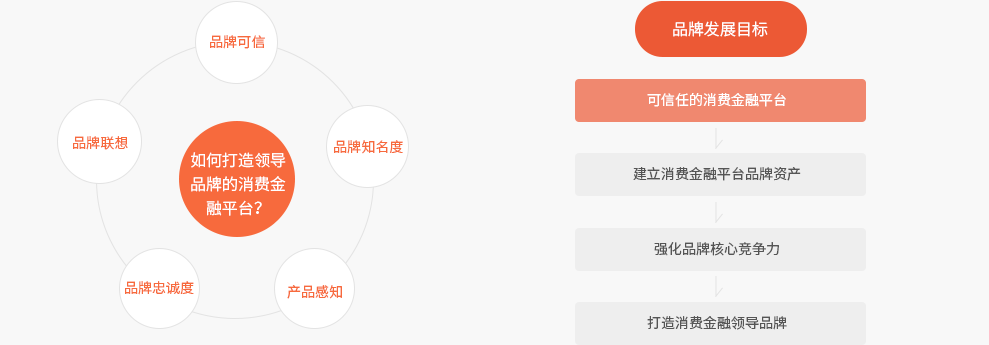 品牌可信
品牌联想
品牌知名度
如何打造领导
品牌的消费金
融平台？
品牌忠诚度
产品感知
品牌发展目标
可信任的消费金融平台
建立消费金融平台品牌资产
强化品牌核心竞争力
打造消费金融领导品牌